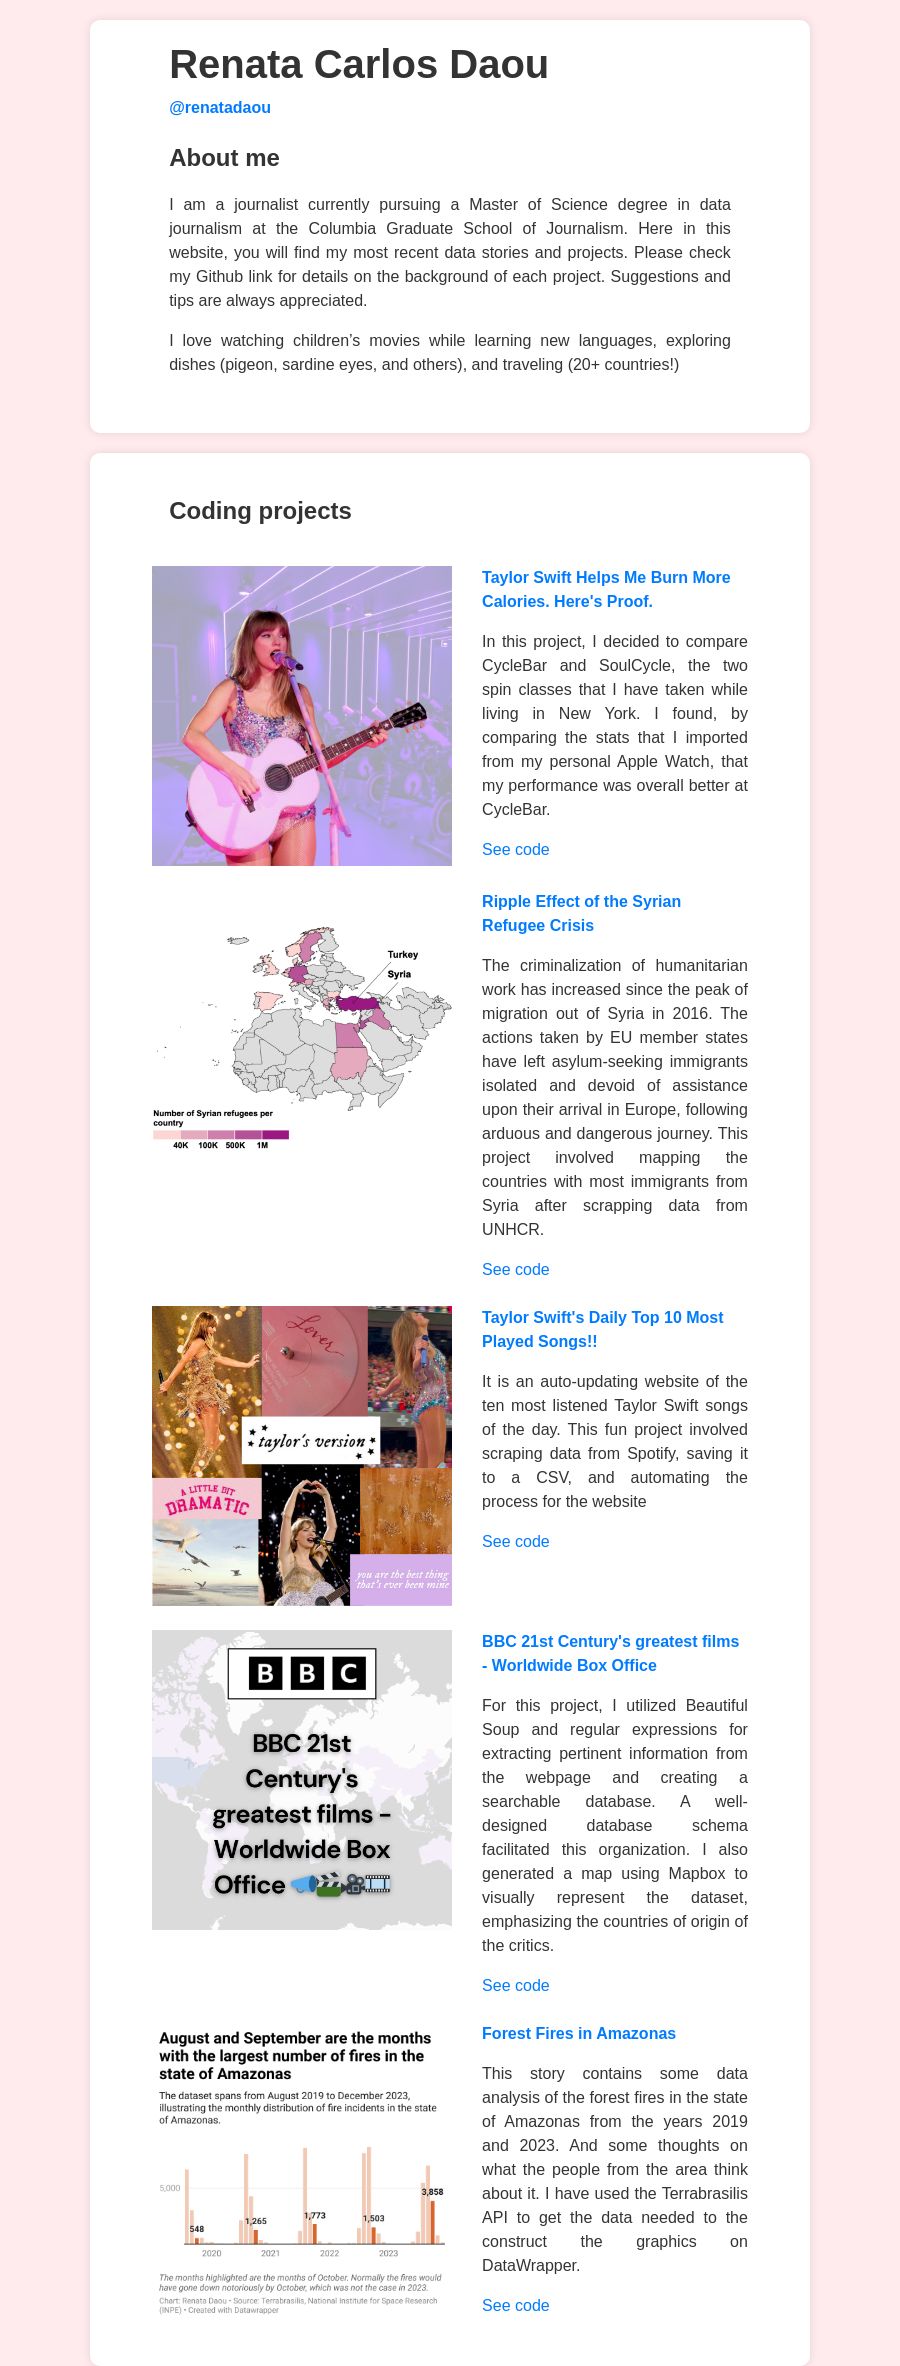 Renata Carlos Daou
@renatadaou
About me
I am a journalist currently pursuing a Master of Science degree in data
journalism at the Columbia Graduate School of Journalism. Here in this
website, you will find my most recent data stories and projects. Please check
my Github link for details on the background of each project. Suggestions and
tips are always appreciated.
I love watching children’s movies while learning new languages, exploring
dishes (pigeon, sardine eyes, and others), and traveling (20+ countries!)
Coding projects
Taylor Swift Helps Me Burn More
Calories. Here's Proof.
In this project, I decided to compare
CycleBar and SoulCycle, the two
spin classes that I have taken while
living in New York. I found, by
comparing the stats that I imported
from my personal Apple Watch, that
my performance was overall better at
CycleBar.
See code
Turkey
Syria
Number of Syrian refugees per
country
40K 100K 500K 1M
Ripple Effect of the Syrian
Refugee Crisis
The criminalization of humanitarian
work has increased since the peak of
migration out of Syria in 2016. The
actions taken by EU member states
have left asylum-seeking immigrants
isolated and devoid of assistance
upon their arrival in Europe, following
arduous and dangerous journey. This
project involved mapping the
countries with most immigrants from
Syria after scrapping data from
UNHCR.
See code
Lover
taylor's version
A LITTLE BIT
DRAMATIC
you are the best thing
that's ever been mine
Taylor Swift's Daily Top 10 Most
Played Songs!!
It is an auto-updating website of the
ten most listened Taylor Swift songs
of the day. This fun project involved
scraping data from Spotify, saving it
to a CSV, and automating the
process for the website
See code
BBC
BBC 21st
Century's
greatest films -
Worldwide Box
Office
BBC 21st Century's greatest films
- Worldwide Box Office
For this project, I utilized Beautiful
Soup and regular expressions for
extracting pertinent information from
the webpage and creating a
searchable database. A well-
designed database schema
facilitated this organization. I also
generated a map using Mapbox to
visually represent the dataset,
emphasizing the countries of origin of
the critics.
See code
August and September are the months
with the largest number of fires in the
state of Amazonas
The dataset spans from August 2019 to December 2023,
illustrating the monthly distribution of fire incidents in the state
of Amazonas.
5,000
548 1,265 1,773 1,503 3,858
2020 2021 2022 2023
The months highlighted are the months of October. Normally the fires would
have gone down notoriously by October, which was not the case in 2023.
Chart: Renata Daou • Source: Terrabrasilis, National Institute for Space Research
(INPE) • Created with Datawrapper
Forest Fires in Amazonas
This story contains some data
analysis of the forest fires in the state
of Amazonas from the years 2019
and 2023. And some thoughts on
what the people from the area think
about it. I have used the Terrabrasilis
API to get the data needed to the
construct the graphics on
DataWrapper.
See code